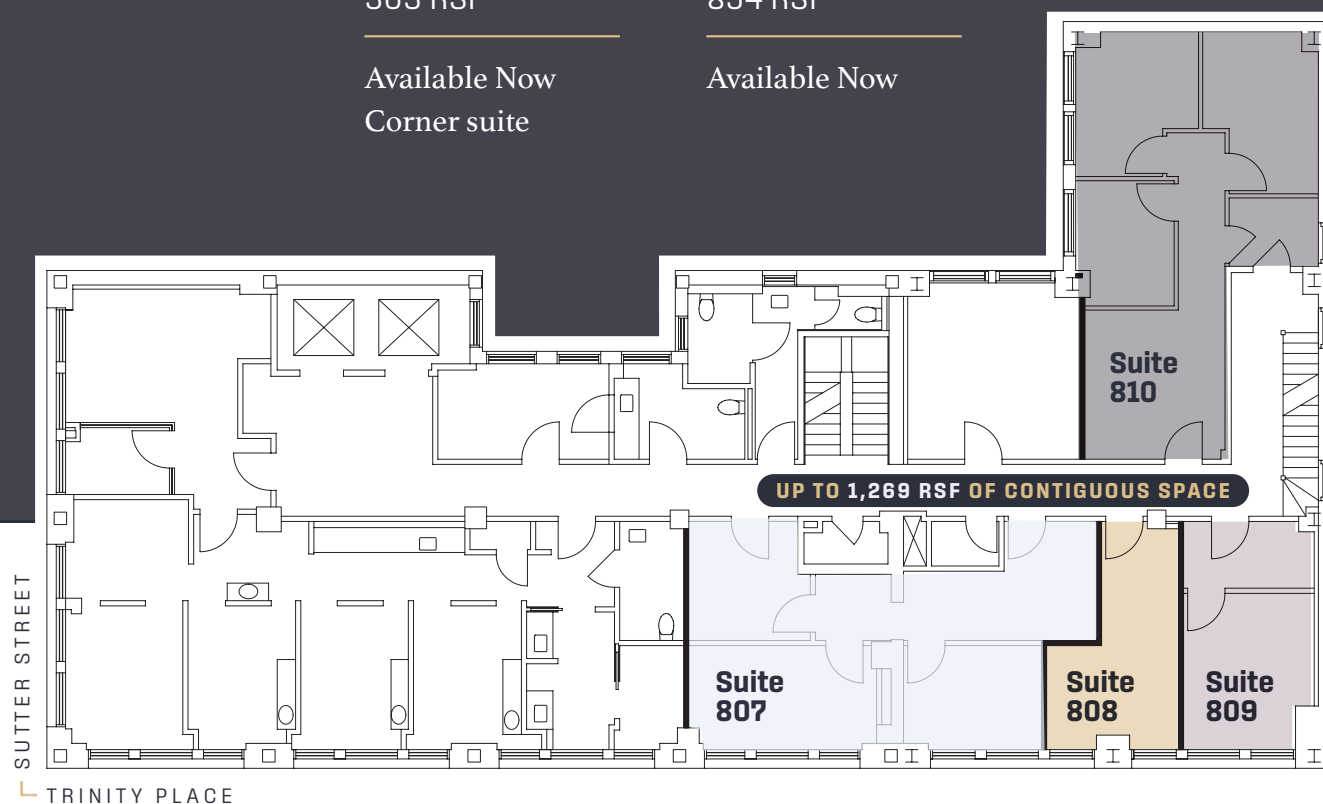 Available Now
Corner suite
Available Now
Suite
810
UP TO 1,269 RSF OF CONTIGUOUS SPACE
Suite
807
Suite
808
Suite
809
SUTTER STREET
TRINITY PLACE